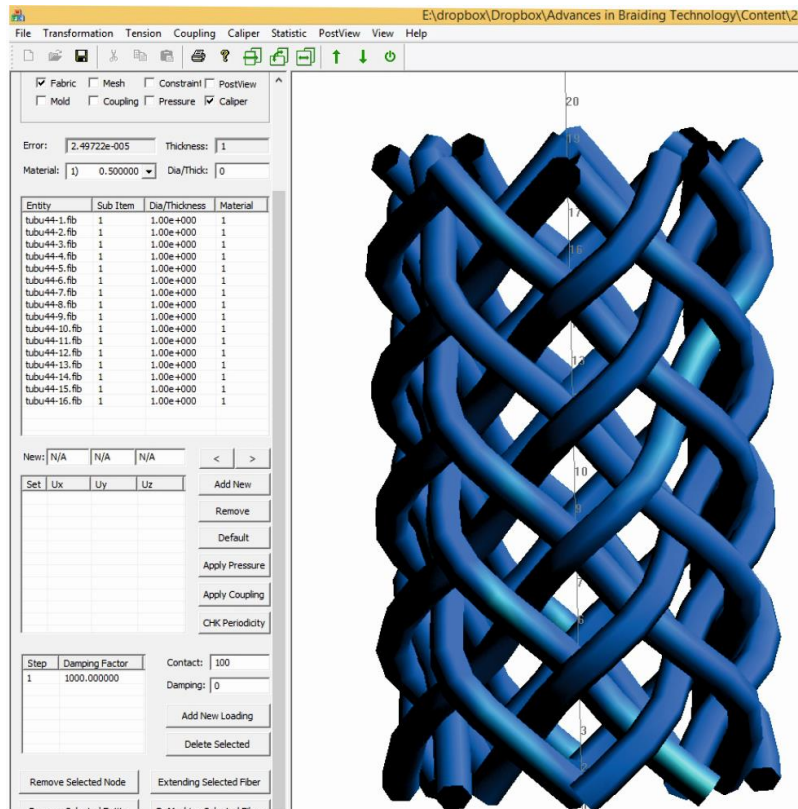 E:\dropbox\Dropbox\Advances in Braiding Technology\Content\2
File Transformation Tension Coupling Caliper Statistic PostView View Help
Fabric Mesh Constraint PostView
Mold Coupling Pressure Caliper
Error: 2.49722e-005 Thickness: 1
Material: 1) 0.500000 Dia/Thick: 0
Entity Sub Item Dia/Thickness Material
tubu44-1.fib 1 1.00e+000 1
tubu44-2.fib 1 1.00e+000 1
tubu44-3.fib 1 1.00e+000 1
tubu44-4.fib 1 1.00e+000 1
tubu44-5.fib 1 1.00e+000 1
tubu44-6.fib 1 1.00e+000 1
tubu44-7.fib 1 1.00e+000 1
tubu44-8.fib 1 1.00e+000 1
tubu44-9.fib 1 1.00e+000 1
tubu44-10.fib 1 1.00e+000 1
tubu44-11.fib 1 1.00e+000 1
tubu44-12.fib 1 1.00e+000 1
tubu44-13.fib 1 1.00e+000 1
tubu44-14.fib 1 1.00e+000 1
tubu44-15.fib 1 1.00e+000 1
tubu44-16.fib 1 1.00e+000 1
New: N/A N/A N/A < >
Set Ux Uy Uz
Add New
Remove
Default
Apply Pressure
Apply Coupling
CHK Periodicity
Step Damping Factor
1 1000.000000
Contact: 100
Damping: 0
Add New Loading
Delete Selected
Remove Selected Node Extending Selected Fiber
20
19
17
16
13
10
9
7
6
3